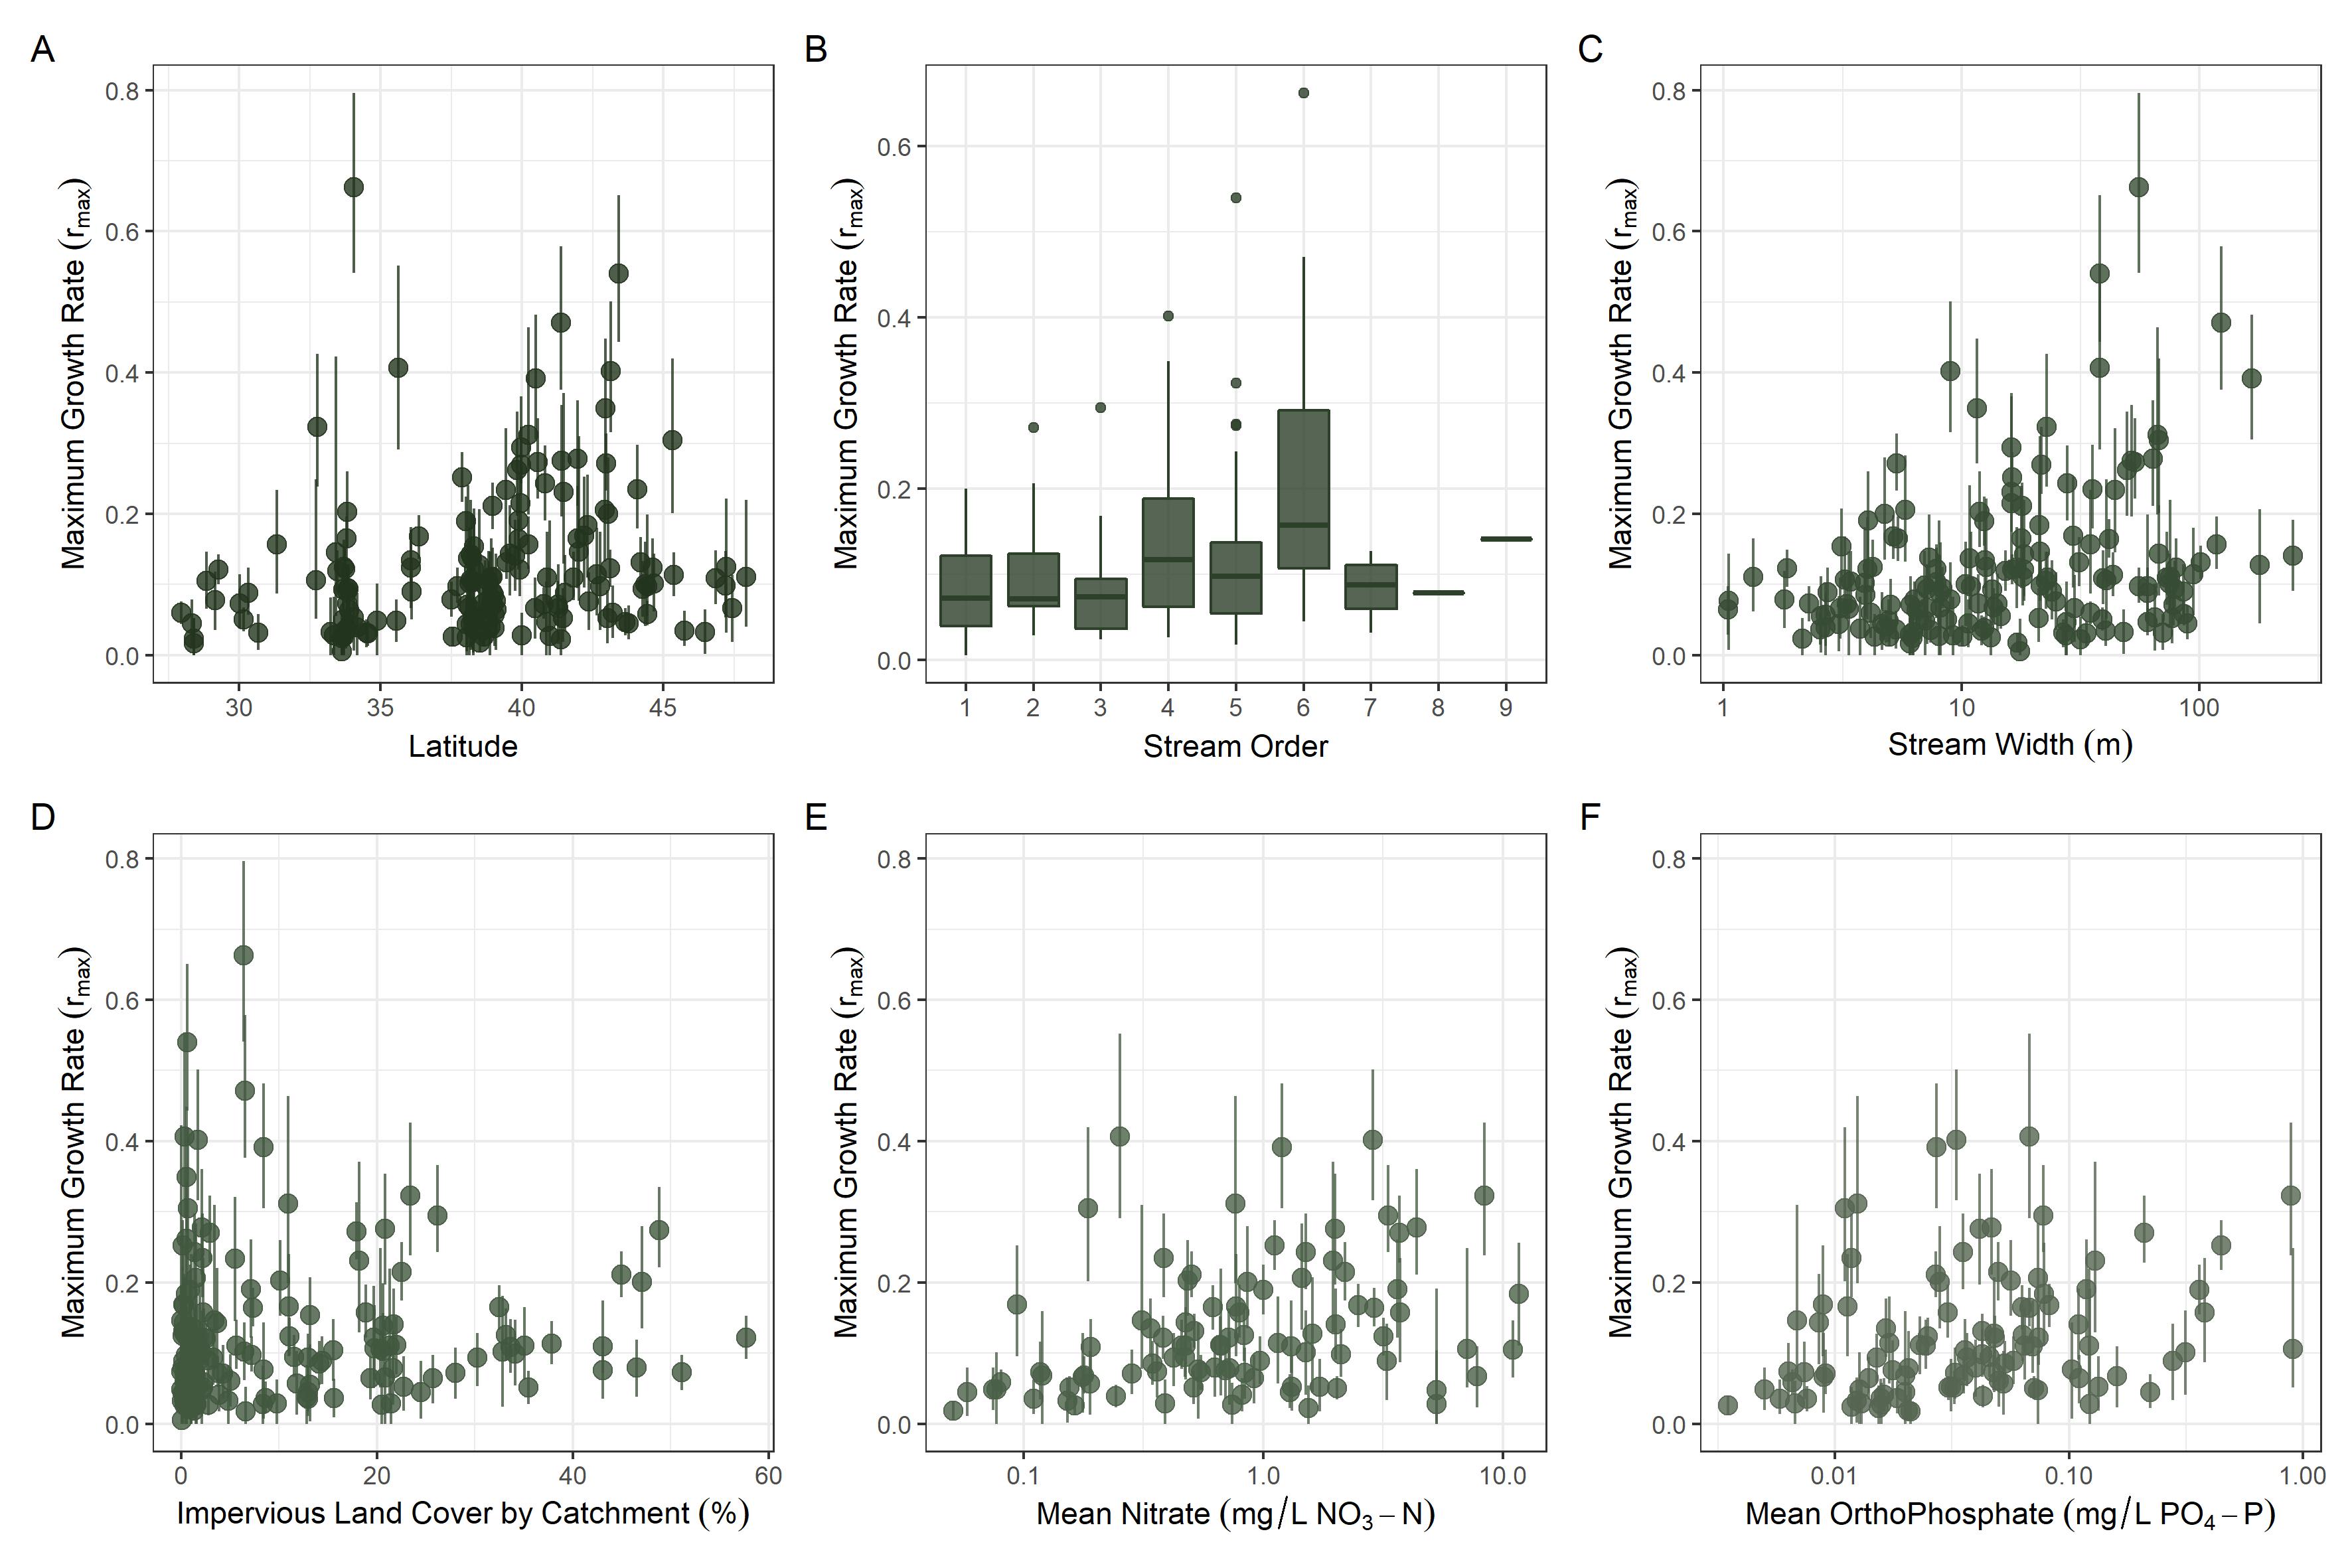 A
Maximum Growth Rate (rmax)
0.8
0.6
0.4
0.2
0.0
30 35 40 45
Latitude
B
Maximum Growth Rate (rmax)
0.6
0.4
0.2
0.0
1 2 3 4 5 6 7 8 9
Stream Order
C
Maximum Growth Rate (rmax)
0.8
0.6
0.4
0.2
0.0
1 10 100
Stream Width (m)
D
Maximum Growth Rate (rmax)
0.8
0.6
0.4
0.2
0.0
0 20 40 60
Impervious Land Cover by Catchment (%)
E
Maximum Growth Rate (rmax)
0.8
0.6
0.4
0.2
0.0
0.1 1.0 10.0
Mean Nitrate (mg/L NO₃ − N)
F
Maximum Growth Rate (rmax)
0.8
0.6
0.4
0.2
0.0
0.01 0.10 1.00
Mean OrthoPhosphate (mg/L PO₄ − P)